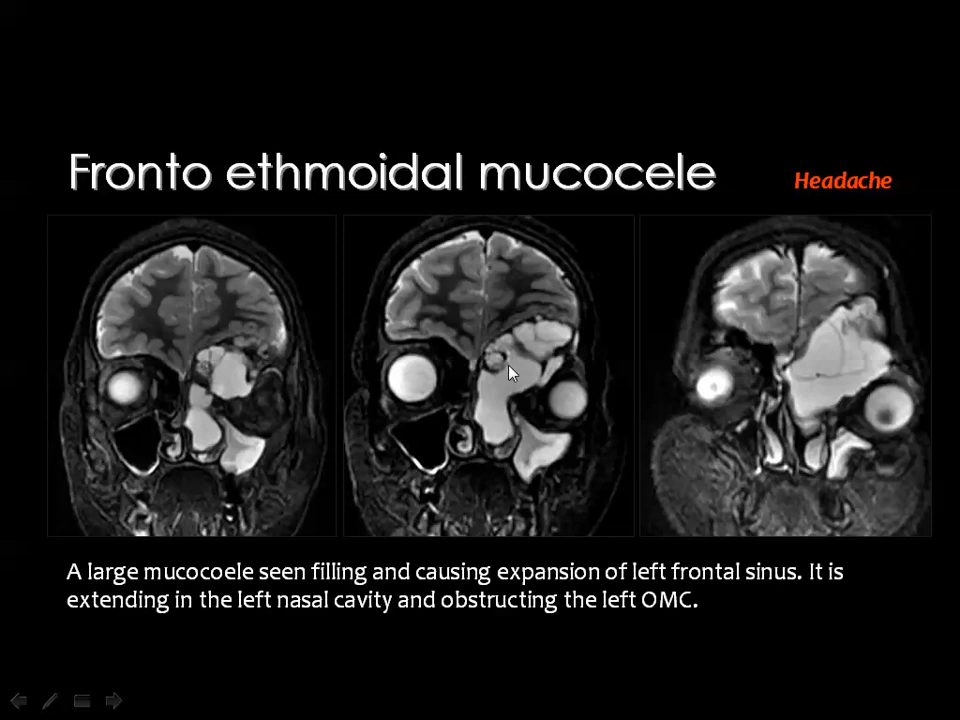 Fronto ethmoidal mucocele
Headache
A large mucocoele seen filling and causing expansion of left frontal sinus. It is
extending in the left nasal cavity and obstructing the left OMC.